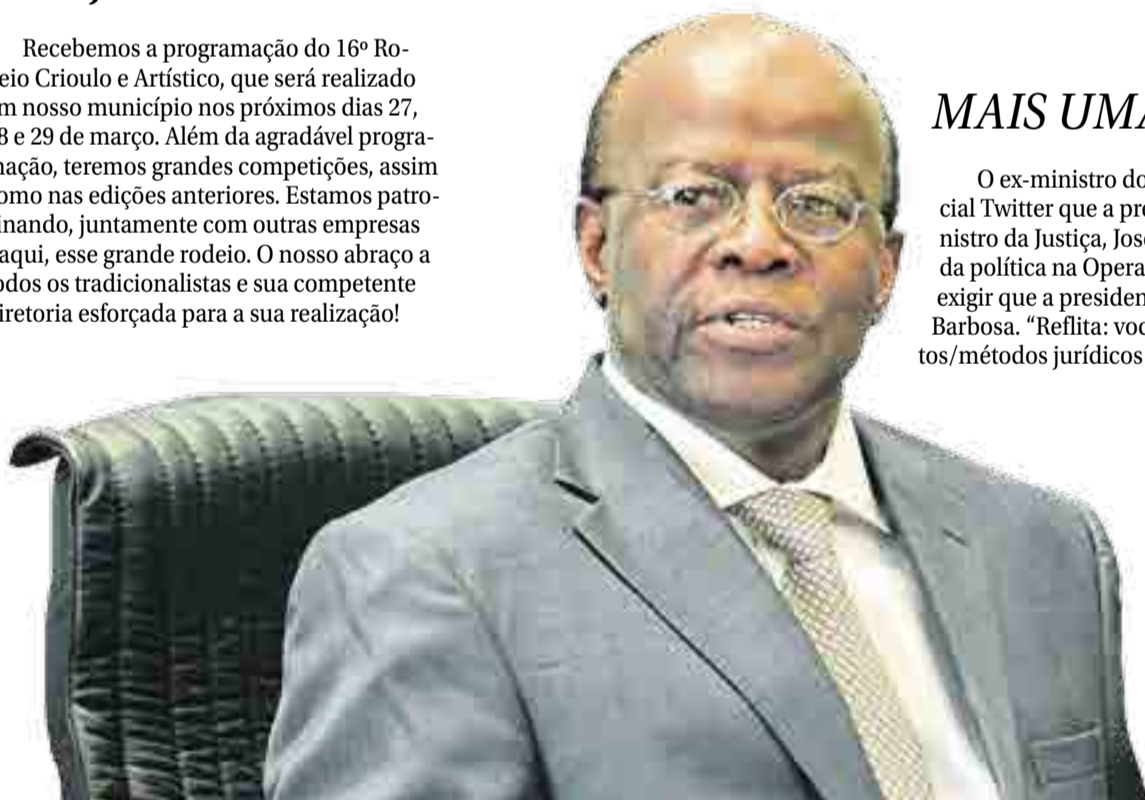 Recebemos a programação do 16º Ro-
eio Crioulo e Artístico, que será realizado
m nosso município nos próximos dias 27,
8 e 29 de março. Além da agradável progra-
mação, teremos grandes competições, assim
omo nas edições anteriores. Estamos patro-
inando, juntamente com outras empresas
aqui, esse grande rodeio. O nosso abraço a
odos os tradicionalistas e sua competente
iretoria esforçada para a sua realização!
MAIS UMA
O ex-ministro do
cial Twitter que a pre
nistro da Justiça, José
da política na Opera
exigir que a presiden
Barbosa. “Reflita: voc
tos/métodos jurídicos